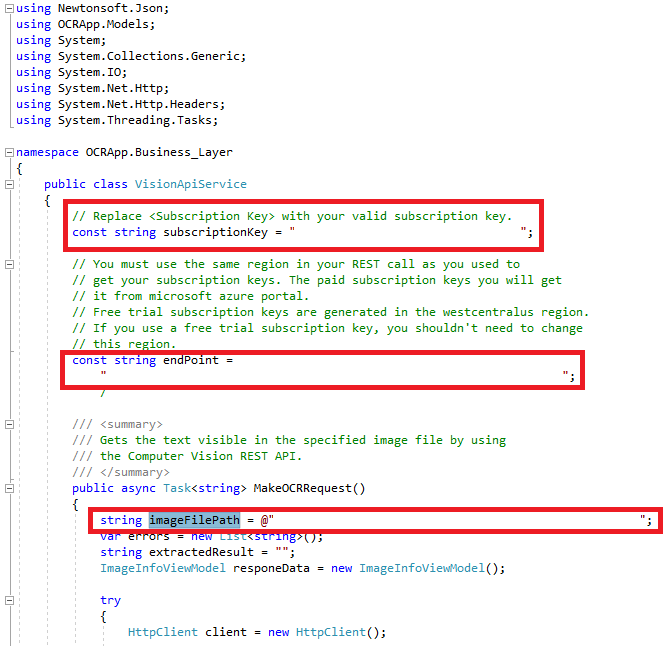 using Newtonsoft.Json;
using OCRApp.Models;
using System;
using System.Collections.Generic;
using System.IO;
using System.Net.Http;
using System.Net.Http.Headers;
using System.Threading.Tasks;
namespace OCRApp.Business_Layer
{
public class VisionApiService
{
// Replace <Subscription Key> with your valid subscription key.
const string subscriptionKey = " ";
// You must use the same region in your REST call as you used to
// get your subscription keys. The paid subscription keys you will get
// it from microsoft azure portal.
// Free trial subscription keys are generated in the westcentralus region.
// If you use a free trial subscription key, you shouldn't need to change
// this region.
const string endPoint =
" ";
/
/// <summary>
/// Gets the text visible in the specified image file by using
/// the Computer Vision REST API.
/// </summary>
public async Task<string> MakeOCRRequest()
{
string imageFilePath = @" ";
var errors = new List<string>();
string extractedResult = "";
ImageInfoViewModel responeData = new ImageInfoViewModel();
try
{
HttpClient client = new HttpClient();